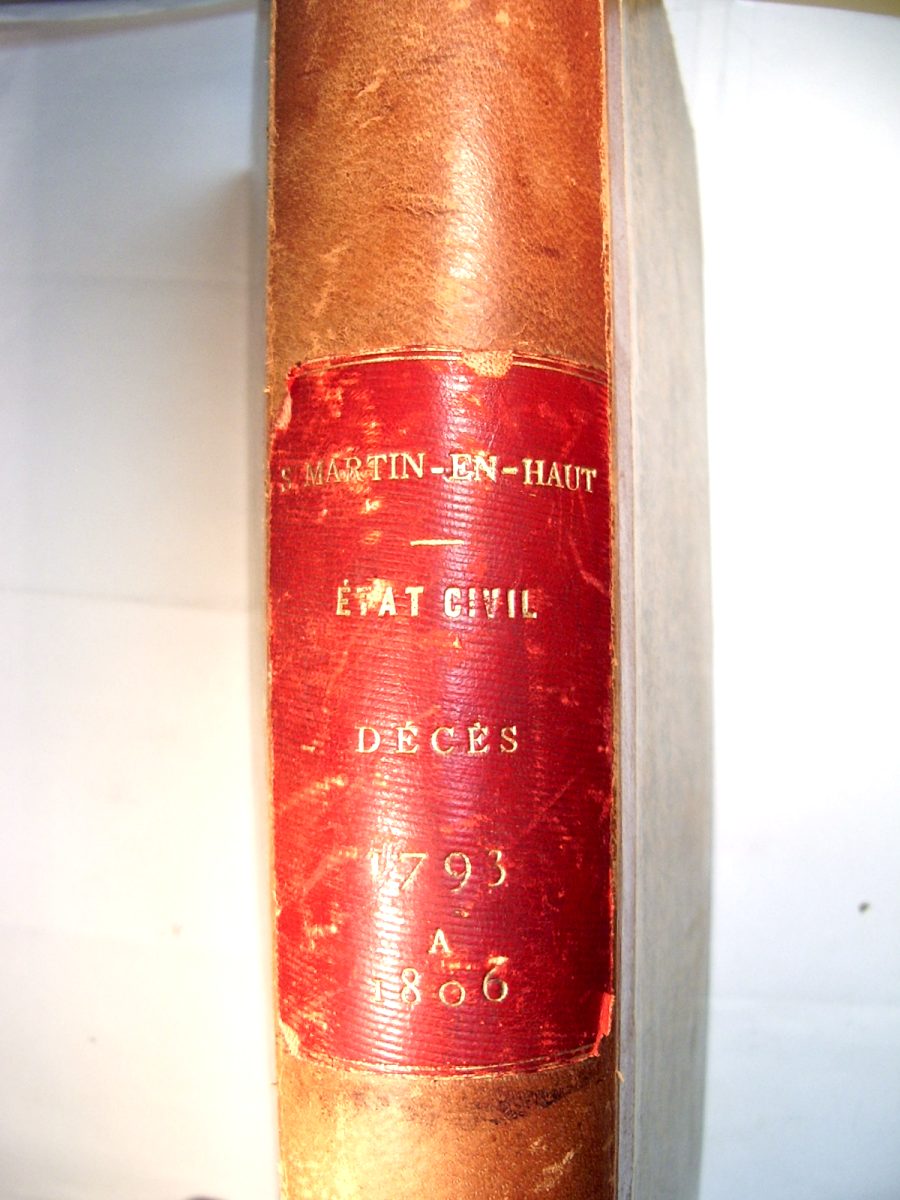 S. MARTIN-EN-HAUT
ÉTAT CIVIL
DÉCÈS
1793
A
1806